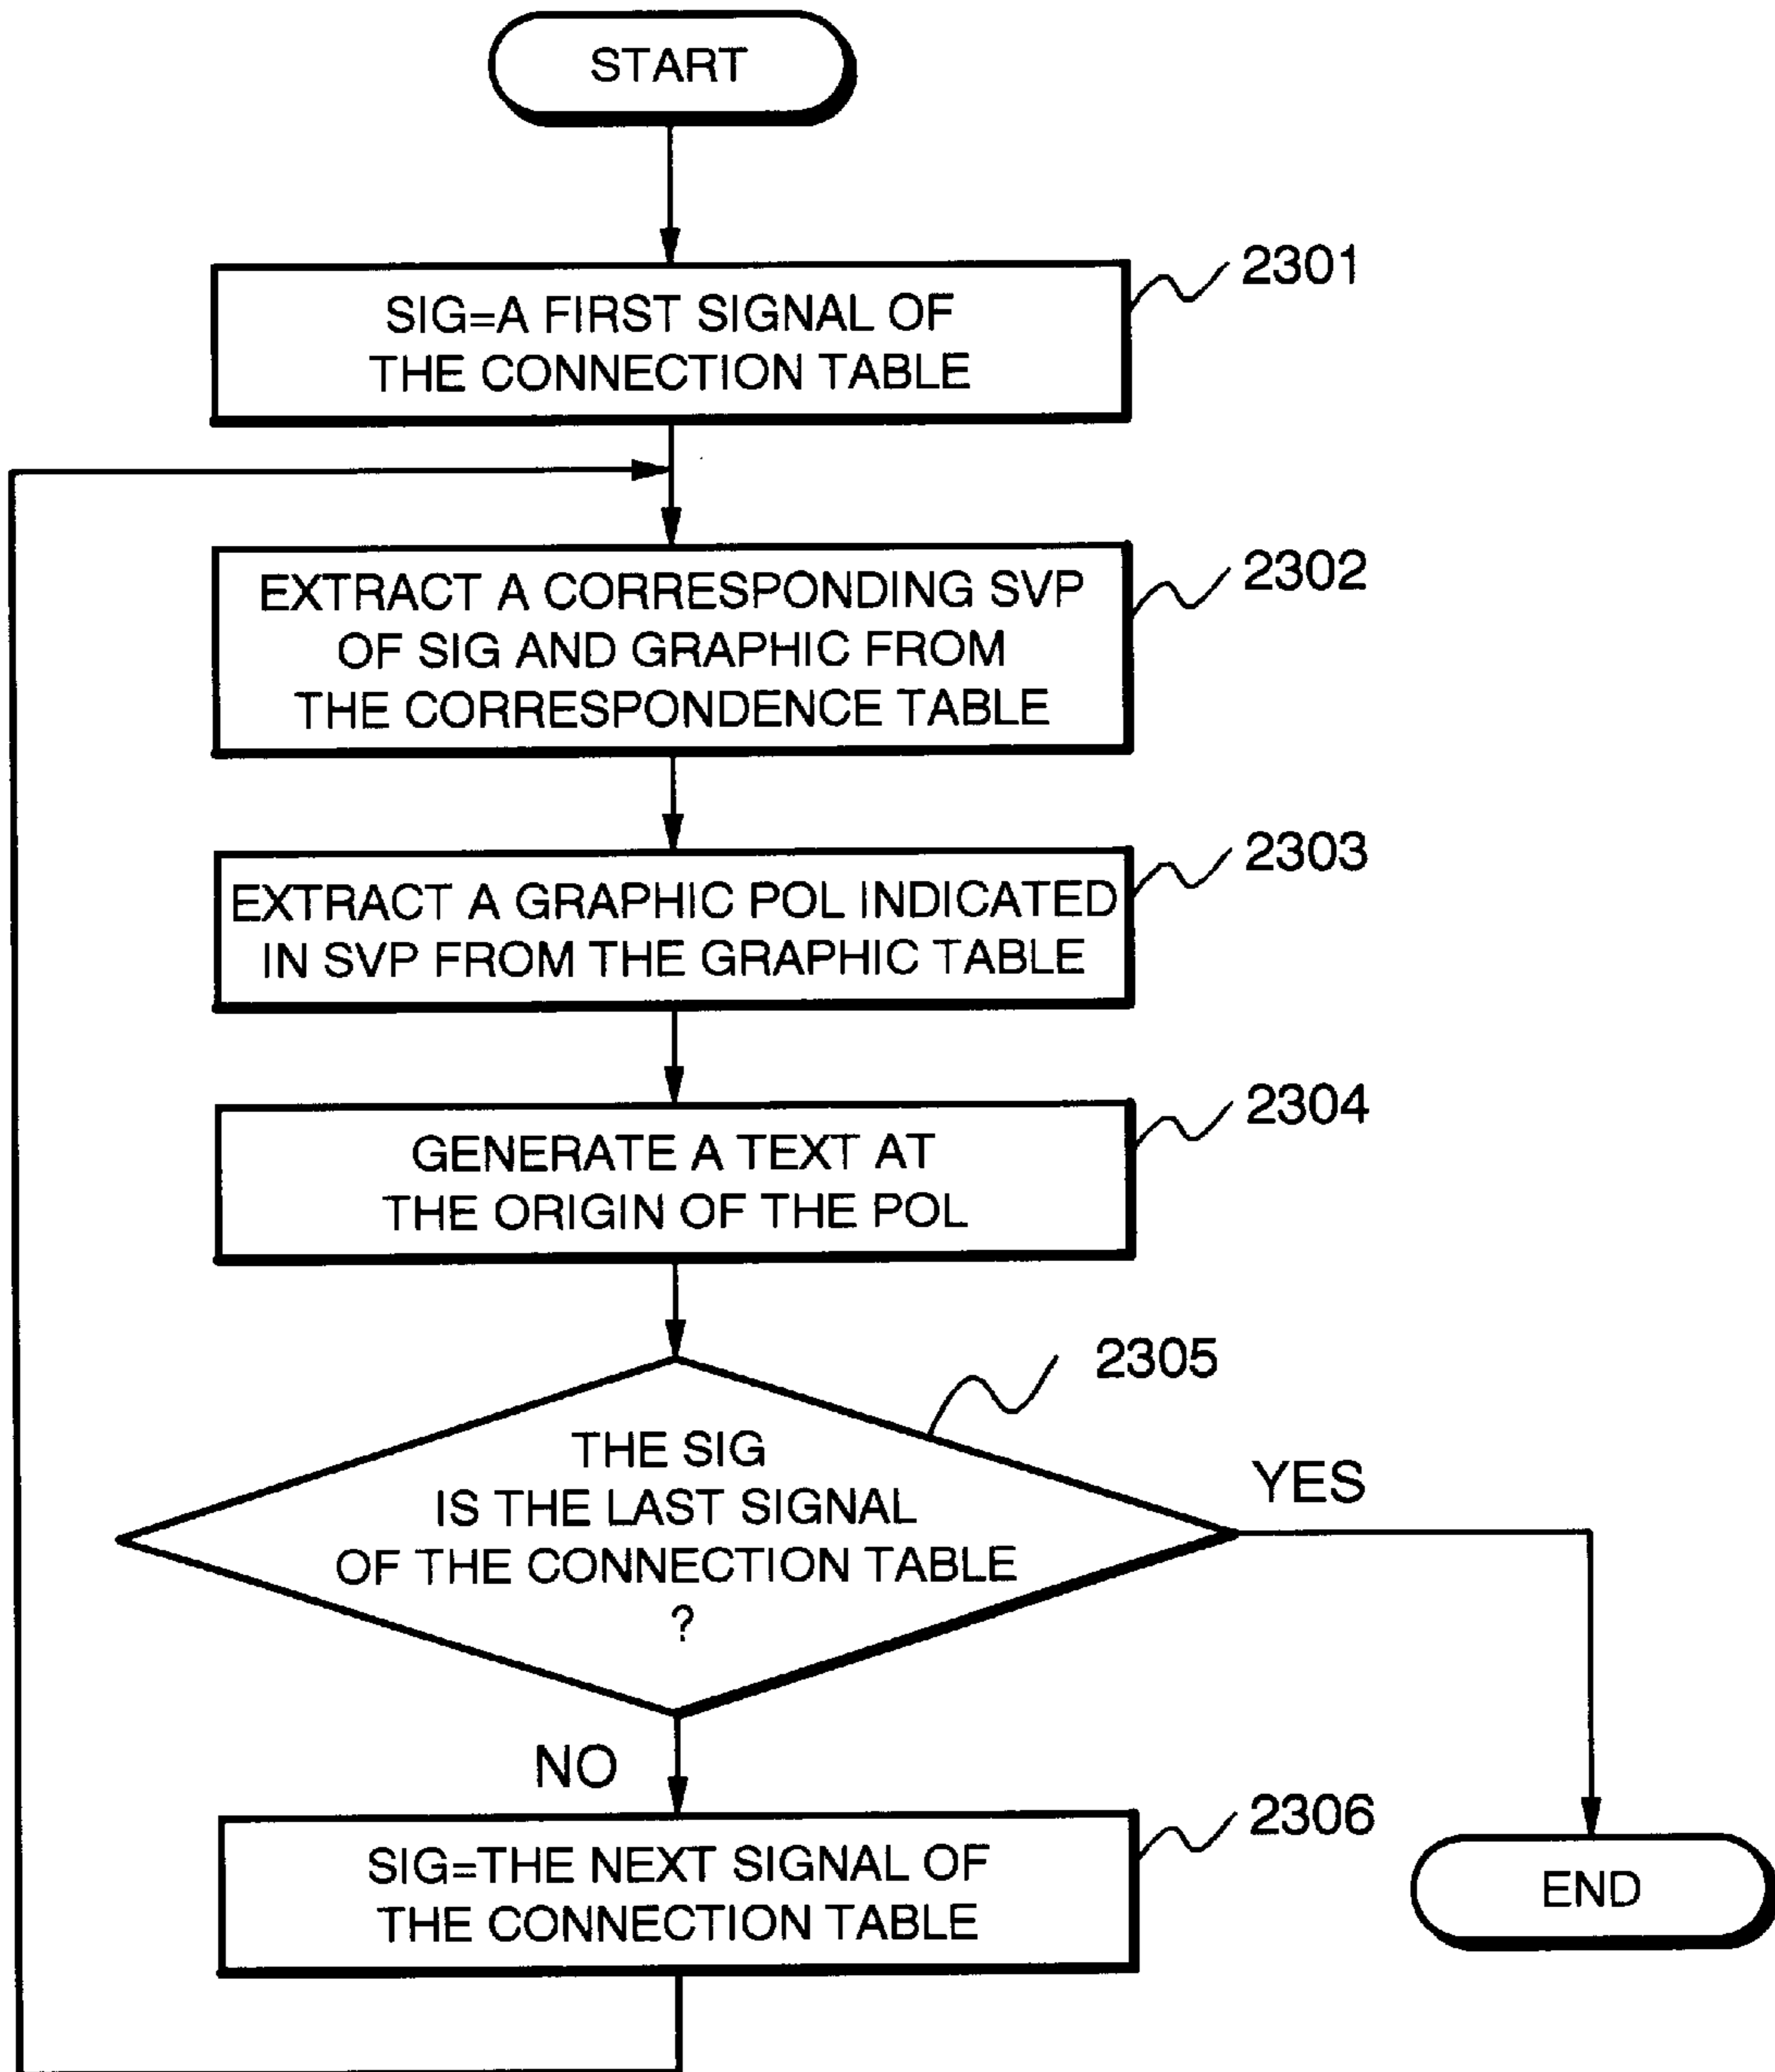 START
2301
SIG=A FIRST SIGNAL OF
THE CONNECTION TABLE
2302
EXTRACT A CORRESPONDING SVP
OF SIG AND GRAPHIC FROM
THE CORRESPONDENCE TABLE
2303
EXTRACT A GRAPHIC POL INDICATED
IN SVP FROM THE GRAPHIC TABLE
2304
GENERATE A TEXT AT
THE ORIGIN OF THE POL
2305
THE SIG
IS THE LAST SIGNAL
OF THE CONNECTION TABLE
?
YES
NO
2306
SIG=THE NEXT SIGNAL OF
THE CONNECTION TABLE
END